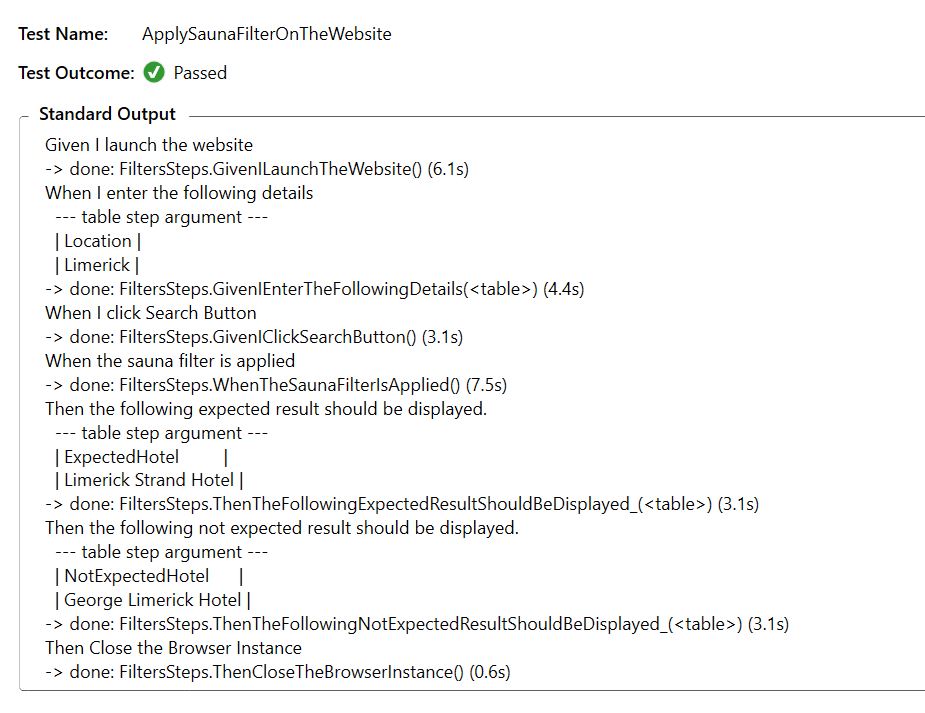 Test Name: ApplySaunaFilterOnTheWebsite
Test Outcome: Passed
Standard Output
Given I launch the website
-> done: FiltersSteps.GivenILaunchTheWebsite() (6.1s)
When I enter the following details
--- table step argument ---
| Location |
| Limerick |
-> done: FiltersSteps.GivenIEnterTheFollowingDetails(<table>) (4.4s)
When I click Search Button
-> done: FiltersSteps.GivenIClickSearchButton() (3.1s)
When the sauna filter is applied
-> done: FiltersSteps.WhenTheSaunaFilterIsApplied() (7.5s)
Then the following expected result should be displayed.
--- table step argument ---
| ExpectedHotel |
| Limerick Strand Hotel |
-> done: FiltersSteps.ThenTheFollowingExpectedResultShouldBeDisplayed_(<table>) (3.1s)
Then the following not expected result should be displayed.
--- table step argument ---
| NotExpectedHotel |
| George Limerick Hotel |
-> done: FiltersSteps.ThenTheFollowingNotExpectedResultShouldBeDisplayed_(<table>) (3.1s)
Then Close the Browser Instance
-> done: FiltersSteps.ThenCloseTheBrowserInstance() (0.6s)